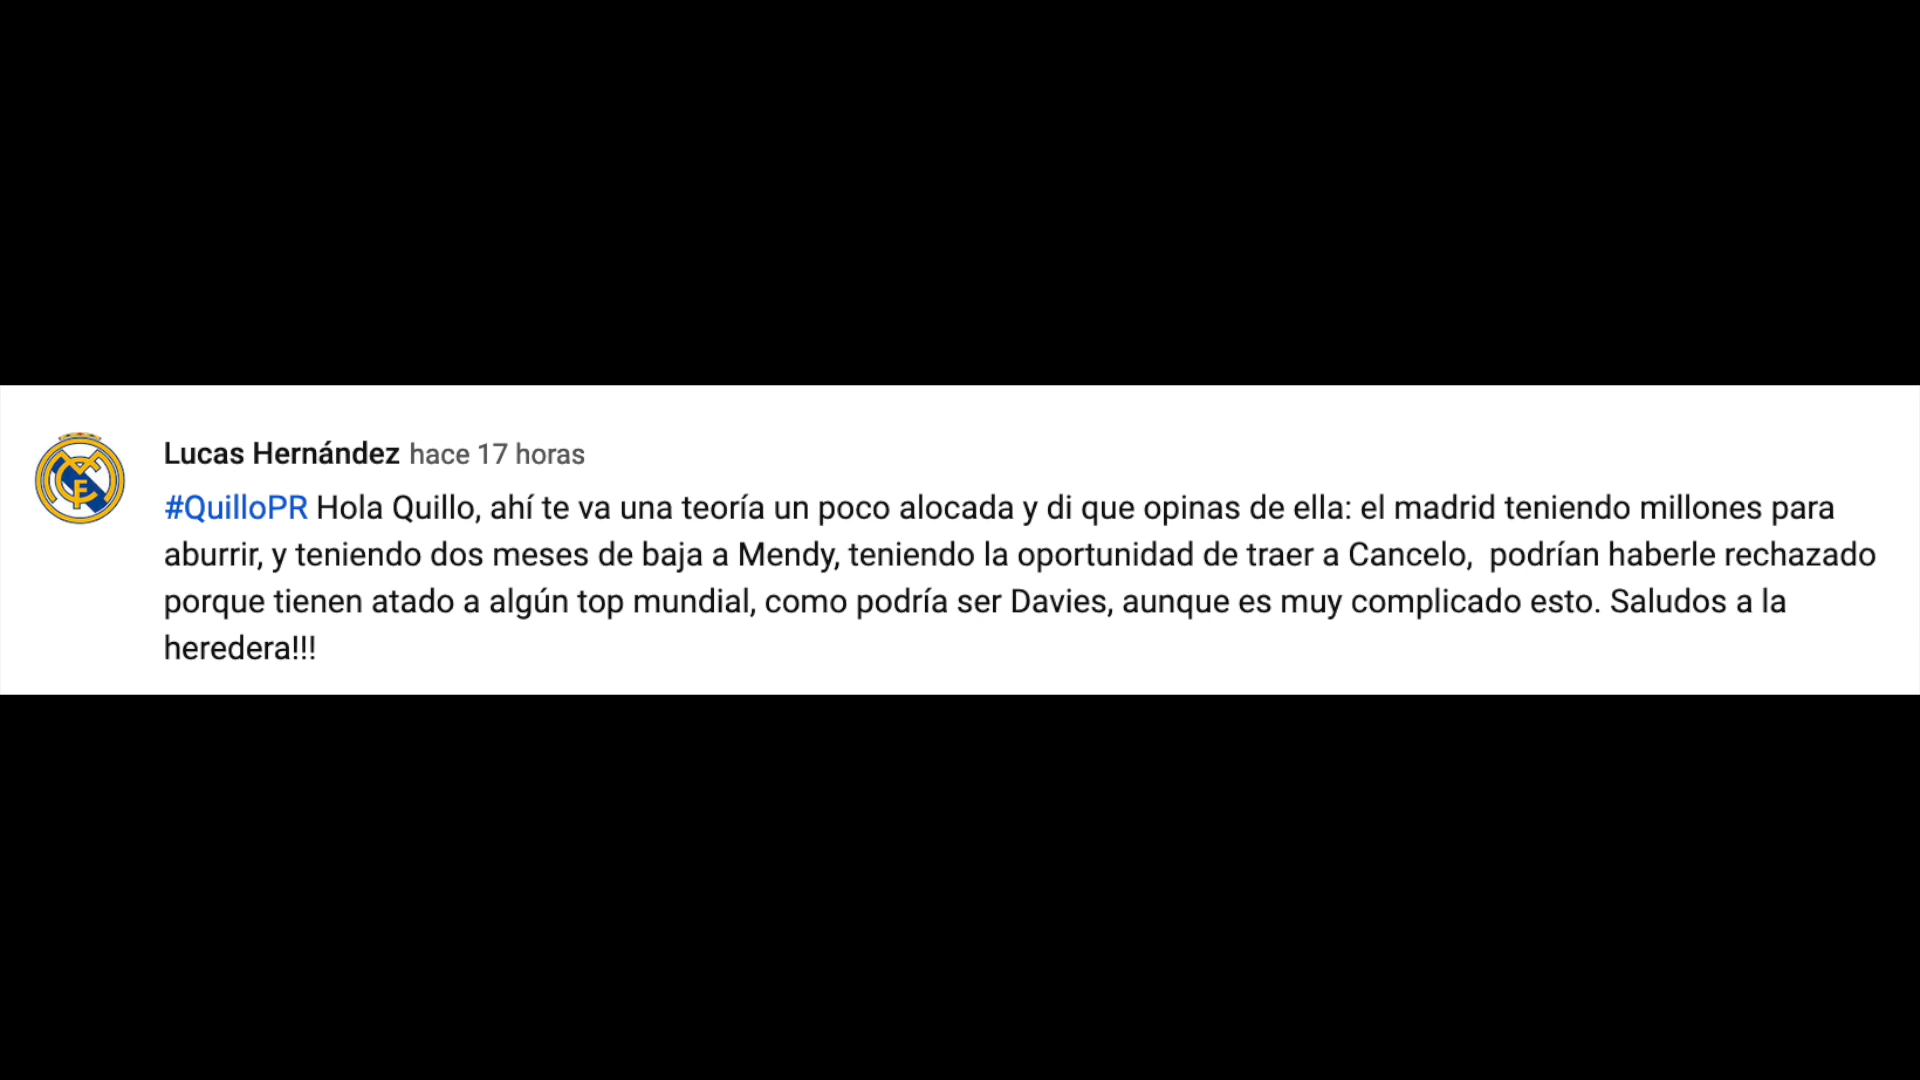 Lucas Hernández hace 17 horas
#QuilloPR Hola Quillo, ahí te va una teoría un poco alocada y di que opinas de ella: el madrid teniendo millones para
aburrir, y teniendo dos meses de baja a Mendy, teniendo la oportunidad de traer a Cancelo,  podrían haberle rechazado
porque tienen atado a algún top mundial, como podría ser Davies, aunque es muy complicado esto. Saludos a la
heredera!!!